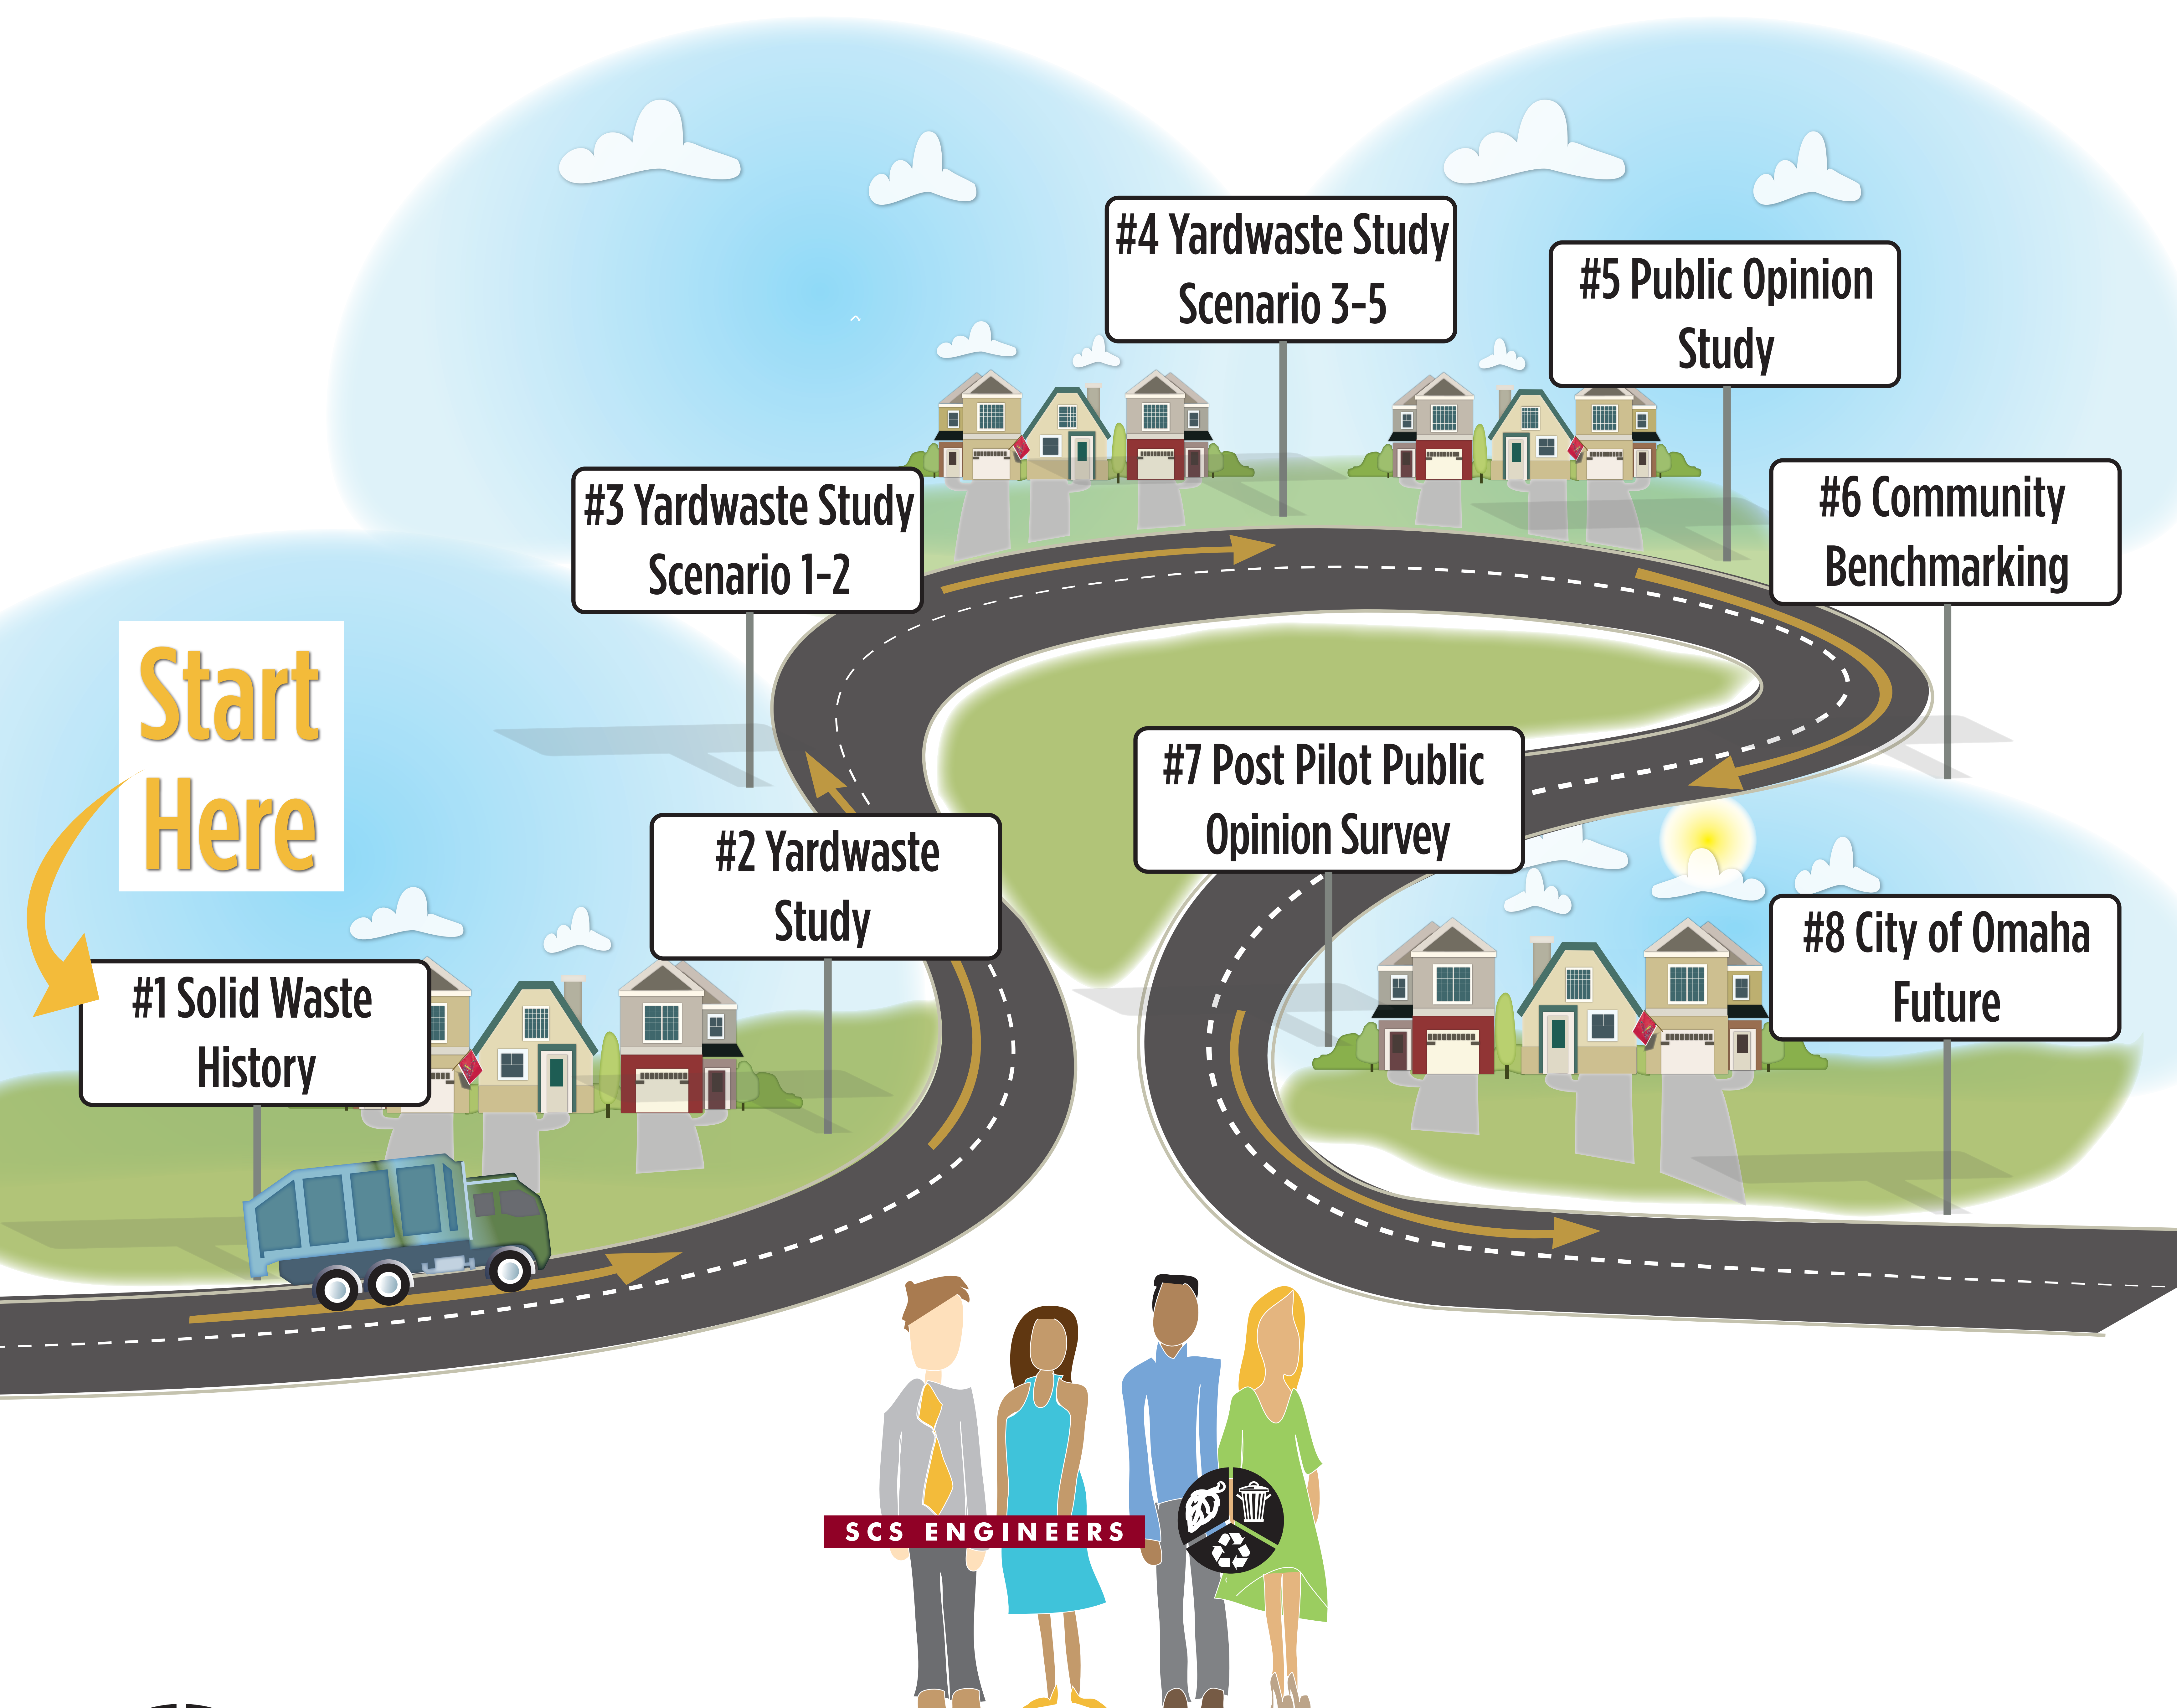 Start
Here
#1 Solid Waste
History
#2 Yardwaste
Study
#3 Yardwaste Study
Scenario 1-2
#4 Yardwaste Study
Scenario 3-5
#5 Public Opinion
Study
#6 Community
Benchmarking
#7 Post Pilot Public
Opinion Survey
#8 City of Omaha
Future
SCS ENGINEERS